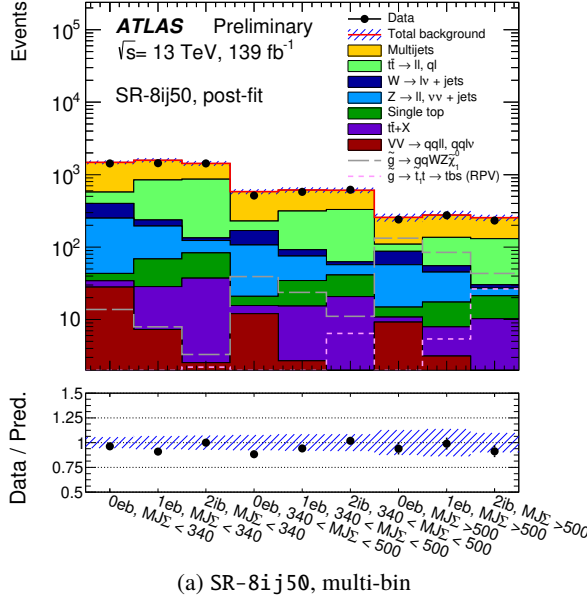 Events
10⁵
10⁴
10³
10²
10
ATLAS Preliminary
√s= 13 TeV, 139 fb⁻¹
SR-8ij50, post-fit
Data
Total background
Multijets
tt̄ → ll, ql
W → lν + jets
Z → ll, νν + jets
Single top
tt̄+X
VV → qqll, qqlν
g̃ → qqWZχ̃₁⁰
g̃ → t̃,t → tbs (RPV)
Data / Pred.
1.5
1.25
1
0.75
0.5
0eb, MJΣ < 340
1eb, MJΣ < 340
2ib, MJΣ < 340
0eb, 340 < MJΣ < 500
1eb, 340 < MJΣ < 500
2ib, 340 < MJΣ < 500
0eb, MJΣ >500
1eb, MJΣ >500
2ib, MJΣ >500
(a) SR-8ij50, multi-bin